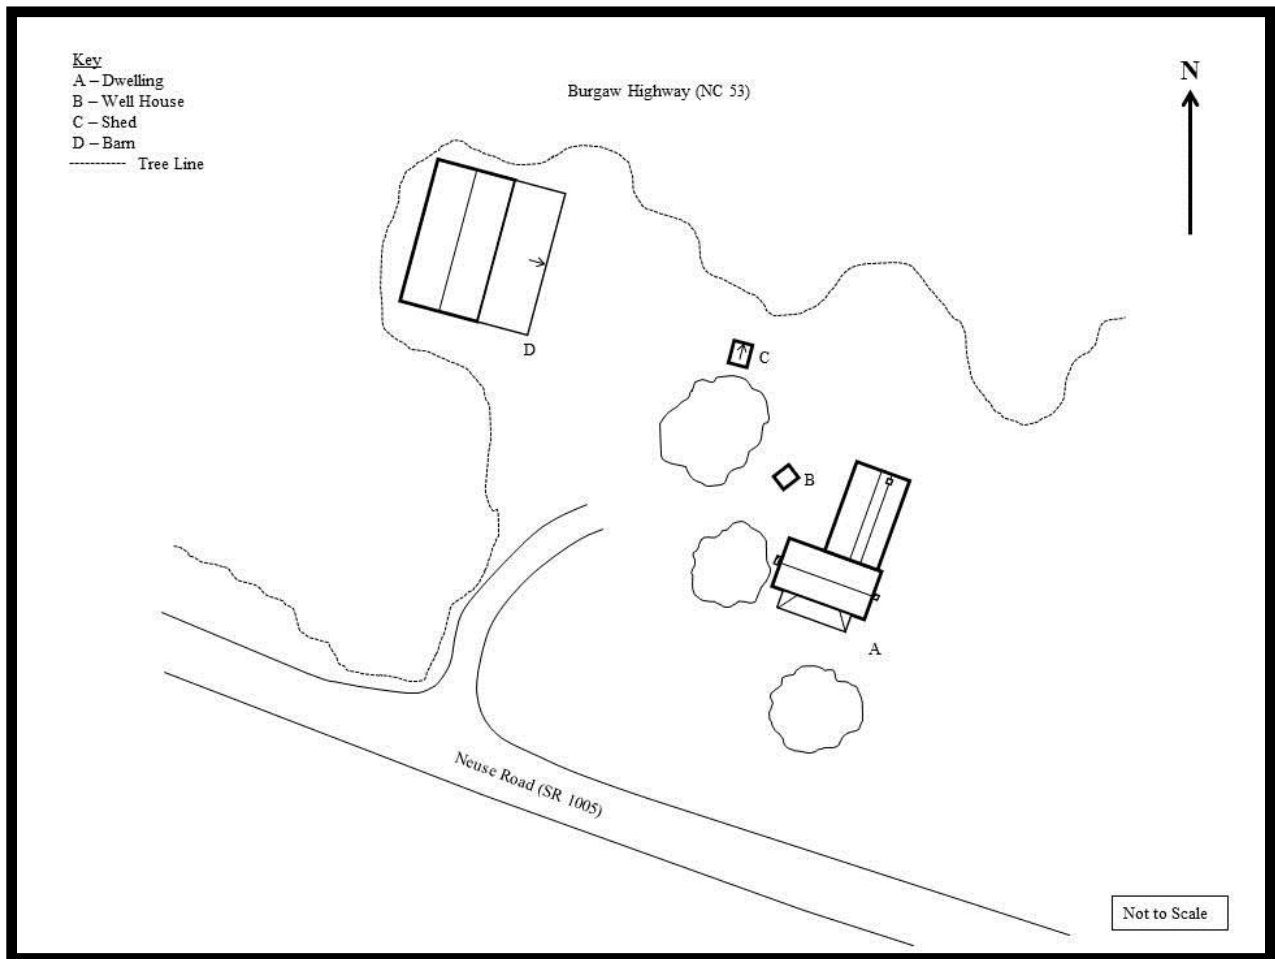 Key
A – Dwelling
B – Well House
C – Shed
D – Barn
----------- Tree Line
Burgaw Highway (NC 53)
N
D
C
B
A
Neuse Road (SR 1005)
Not to Scale